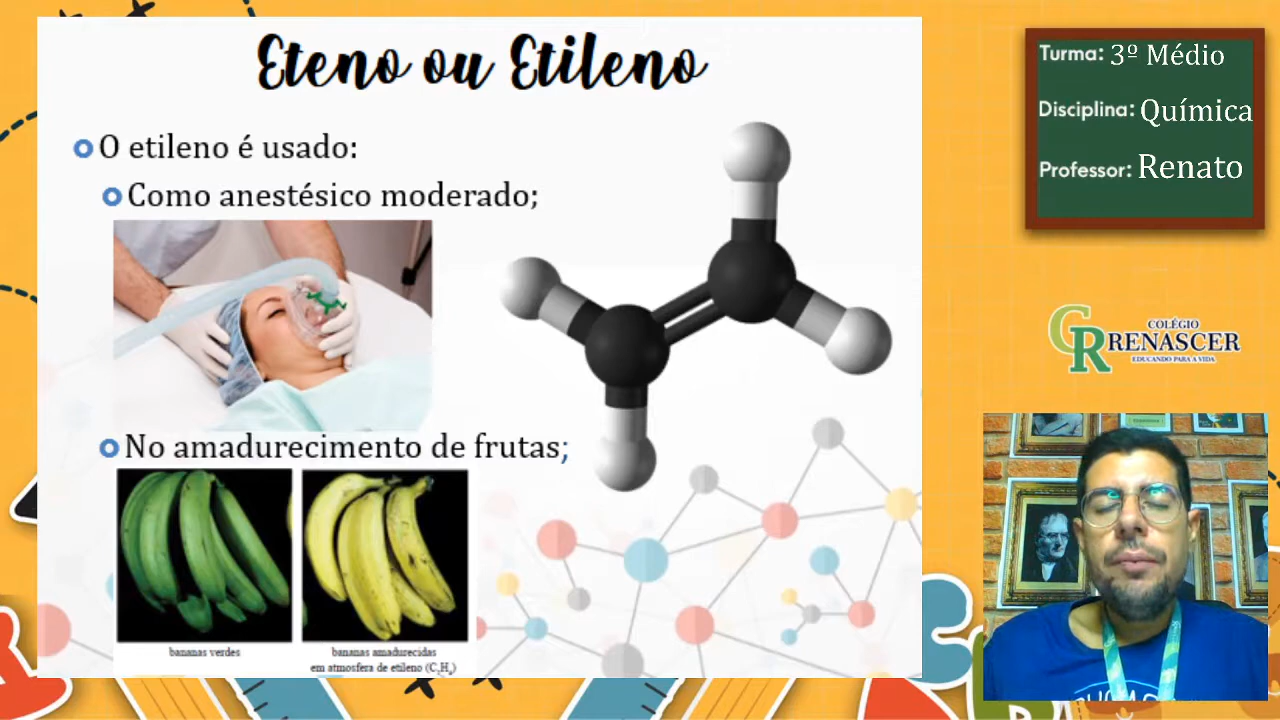 Eteno ou Etileno
O etileno é usado:
Como anestésico moderado;
No amadurecimento de frutas;
bananas verdes
bananas amadurecidas
em atmosfera de etileno (C₂H₄)
Turma: 3º Médio
Disciplina: Química
Professor: Renato
CR
COLÉGIO
RENASCER
EDUCANDO PARA A VIDA